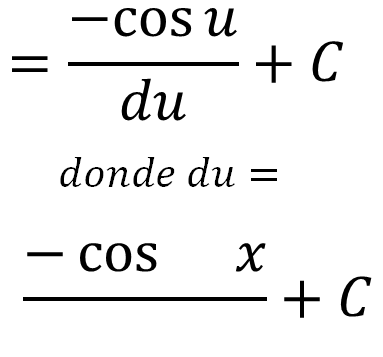 = −cos u / du + C
donde du =
− cos x / + C